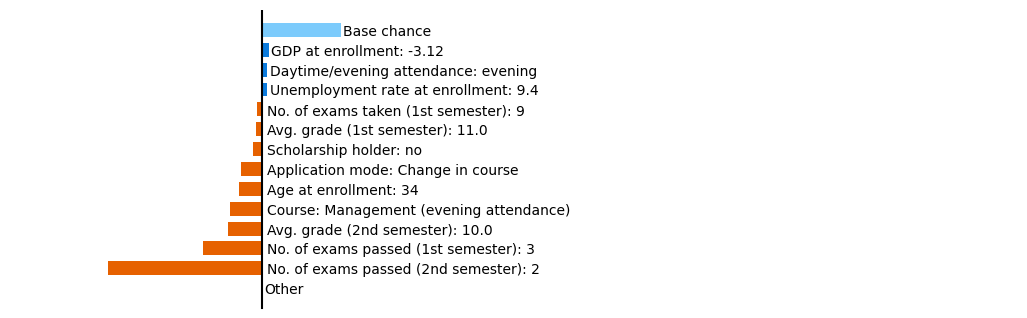 Base chance
GDP at enrollment: -3.12
Daytime/evening attendance: evening
Unemployment rate at enrollment: 9.4
No. of exams taken (1st semester): 9
Avg. grade (1st semester): 11.0
Scholarship holder: no
Application mode: Change in course
Age at enrollment: 34
Course: Management (evening attendance)
Avg. grade (2nd semester): 10.0
No. of exams passed (1st semester): 3
No. of exams passed (2nd semester): 2
Other